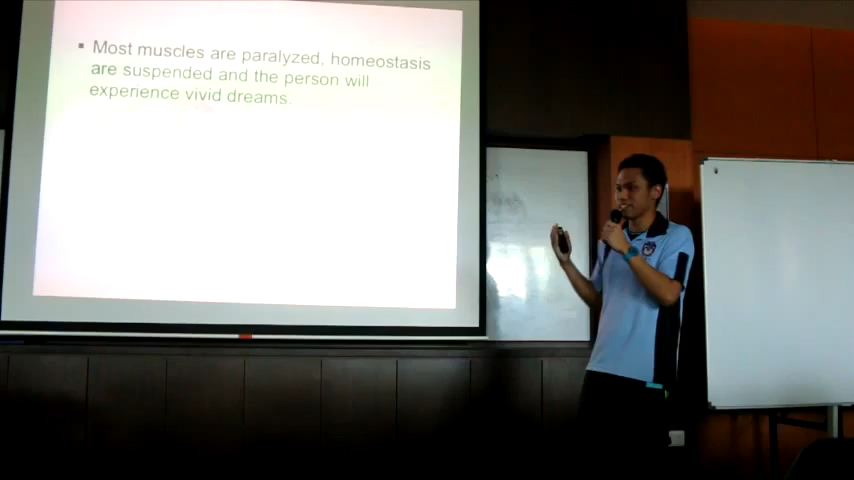 Most muscles are paralyzed, homeostasis
are suspended and the person will
experience vivid dreams.